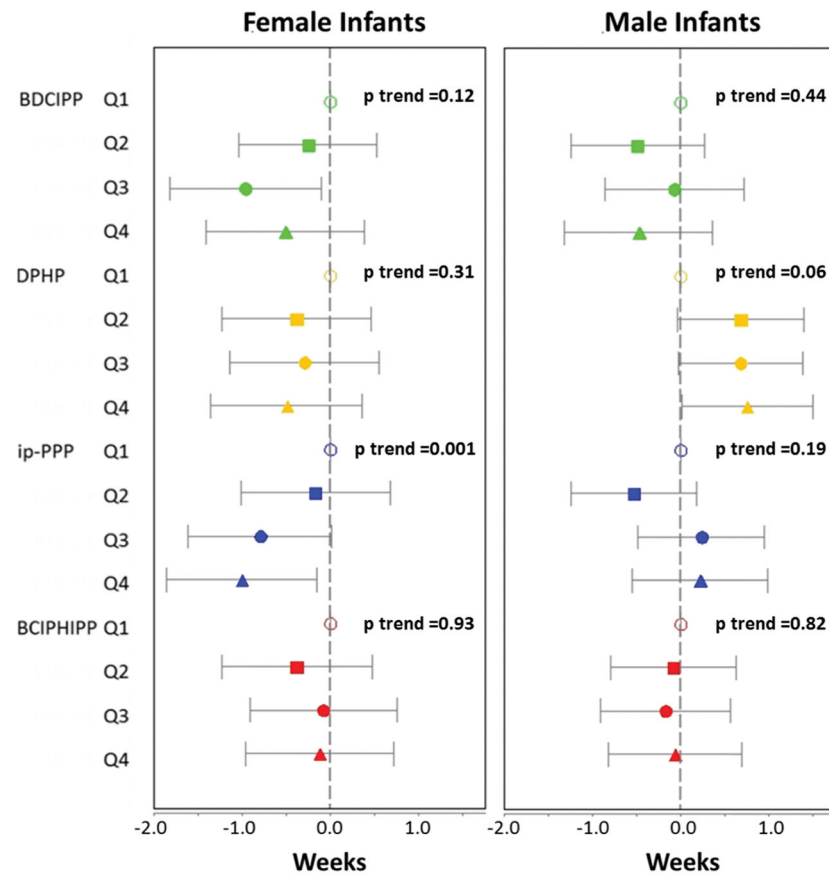 Female Infants Male Infants
BDCIPP Q1 p trend =0.12 p trend =0.44
Q2
Q3
Q4
DPHP Q1 p trend =0.31 p trend =0.06
Q2
Q3
Q4
ip-PPP Q1 p trend =0.001 p trend =0.19
Q2
Q3
Q4
BCIPHIPP Q1 p trend =0.93 p trend =0.82
Q2
Q3
Q4
-2.0 -1.0 0.0 1.0 -2.0 -1.0 0.0 1.0
Weeks Weeks